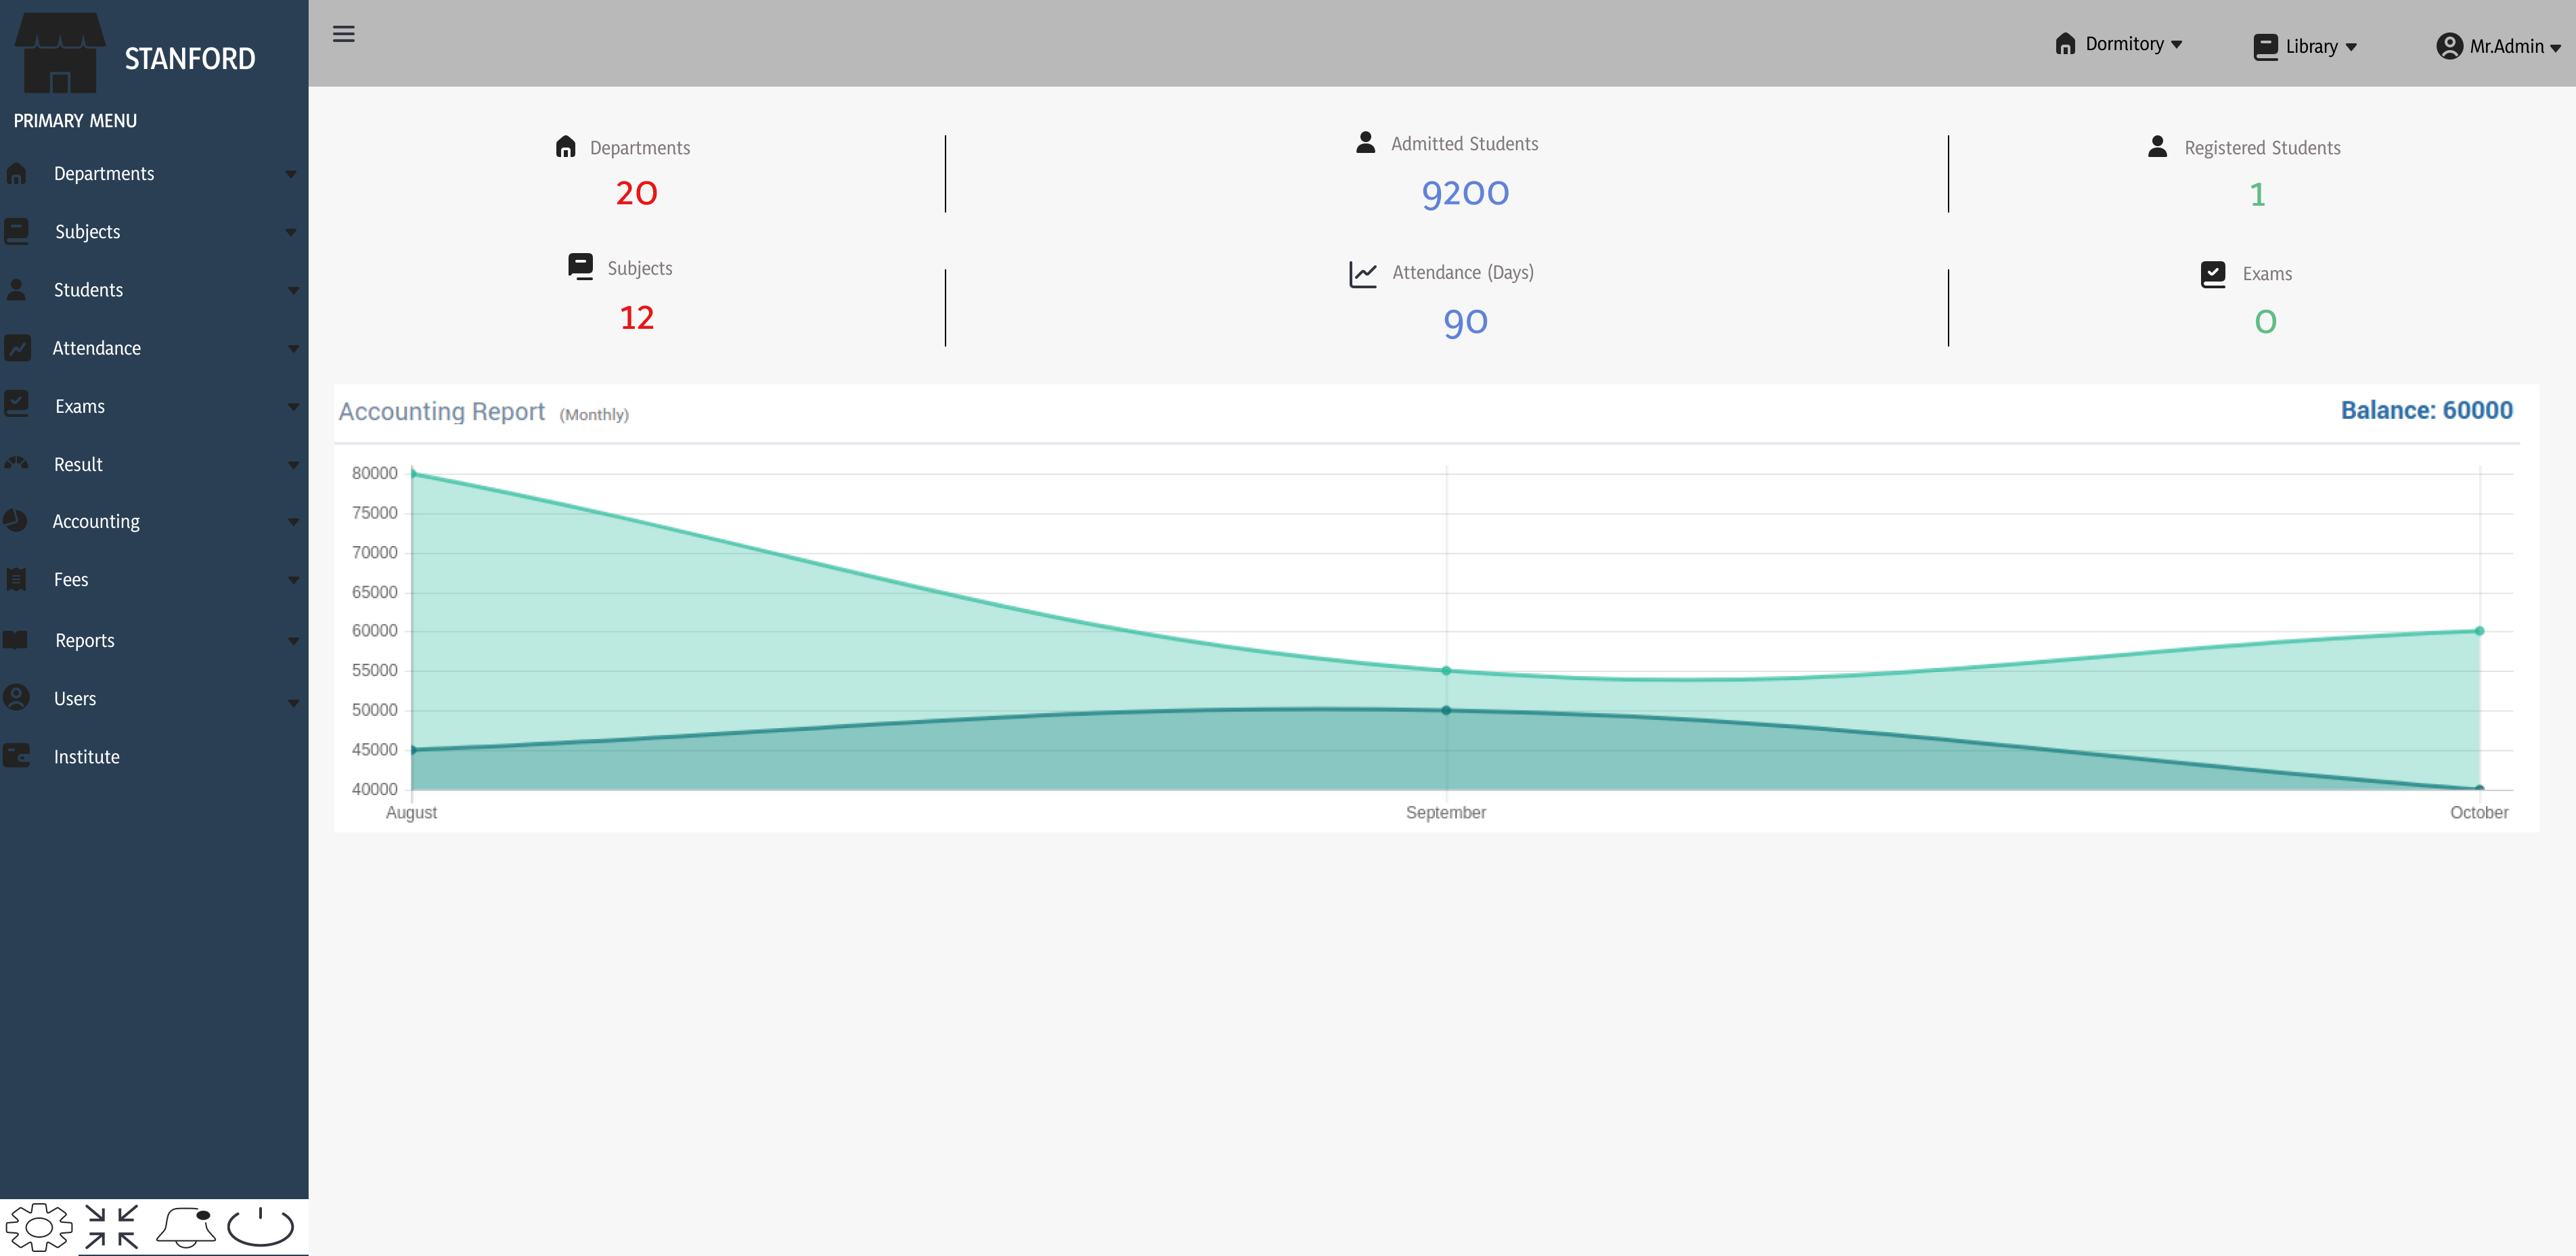 STANFORD
PRIMARY MENU
Departments
Subjects
Students
Attendance
Exams
Result
Accounting
Fees
Reports
Users
Institute
Dormitory
Library
Mr.Admin
Departments
20
Admitted Students
9200
Registered Students
1
Subjects
12
Attendance (Days)
90
Exams
0
Accounting Report (Monthly)
Balance: 60000
80000
75000
70000
65000
60000
55000
50000
45000
40000
August
September
October